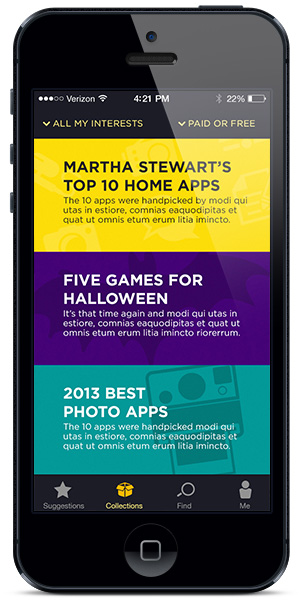 Verizon 4:21 PM 22%
ALL MY INTERESTS PAID OR FREE
MARTHA STEWART'S
TOP 10 HOME APPS
The 10 apps were handpicked by modi qui
utas in estiore, comnias eaquodipitas et
quat ut omnis etum erum litia imincto.
FIVE GAMES FOR
HALLOWEEN
It's that time again and modi qui utas in
estiore, comnias eaquodipitas et quat ut
omnis etum erum litia imincto riorerrum.
2013 BEST
PHOTO APPS
The 10 apps were handpicked by modi qui
utas in estiore, comnias eaquodipitas et
quat ut omnis etum erum litia imincto.
Suggestions Collections Find Me